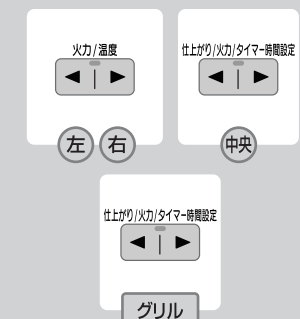 火力/温度
仕上がり/火力/タイマー時間設定
◀ | ▶
◀ | ▶
左 右
中央
仕上がり/火力/タイマー時間設定
◀ | ▶
グリル